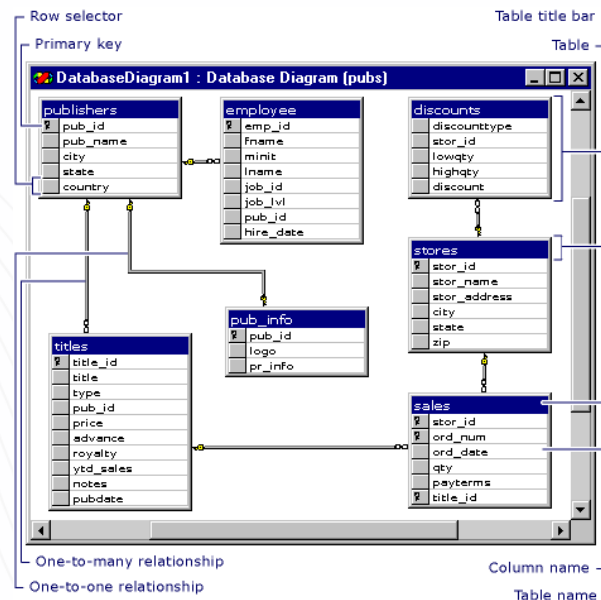 Row selector
Table title bar
Primary key
Table
DatabaseDiagram1 : Database Diagram (pubs)
publishers
pub_id
pub_name
city
state
country
employee
emp_id
fname
minit
lname
job_id
job_lvl
pub_id
hire_date
discounts
discounttype
stor_id
lowqty
highqty
discount
stores
stor_id
stor_name
stor_address
city
state
zip
pub_info
pub_id
logo
pr_info
titles
title_id
title
type
pub_id
price
advance
royalty
ytd_sales
notes
pubdate
sales
stor_id
ord_num
ord_date
qty
payterms
title_id
One-to-many relationship
Column name
One-to-one relationship
Table name